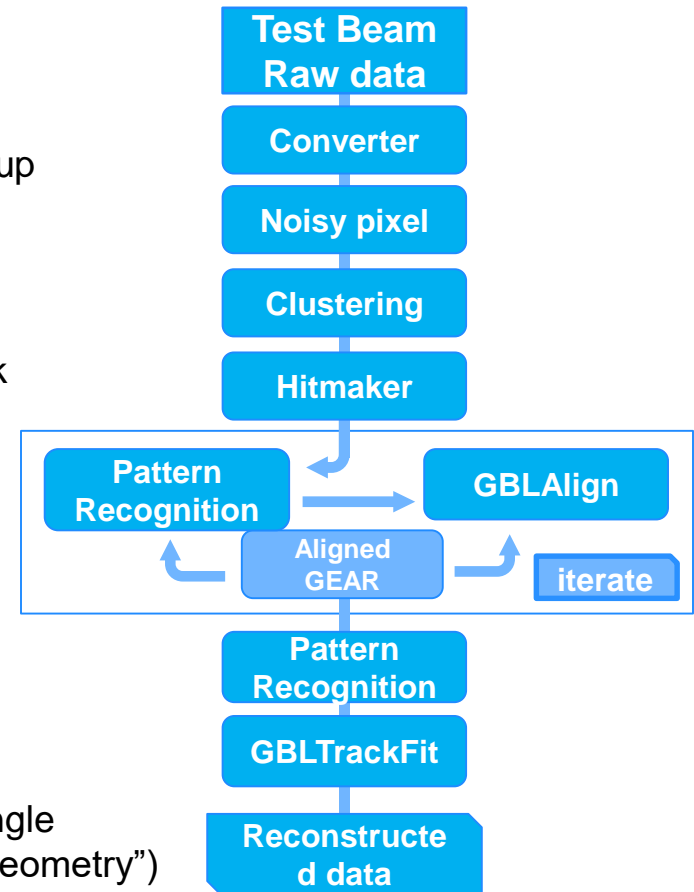 Test Beam
Raw data
Converter
up
Noisy pixel
Clustering
Hitmaker
Pattern
Recognition
GBLAlign
Aligned
GEAR
iterate
Pattern
Recognition
GBLTrackFit
ngle
Reconstructe
d data
eometry”)